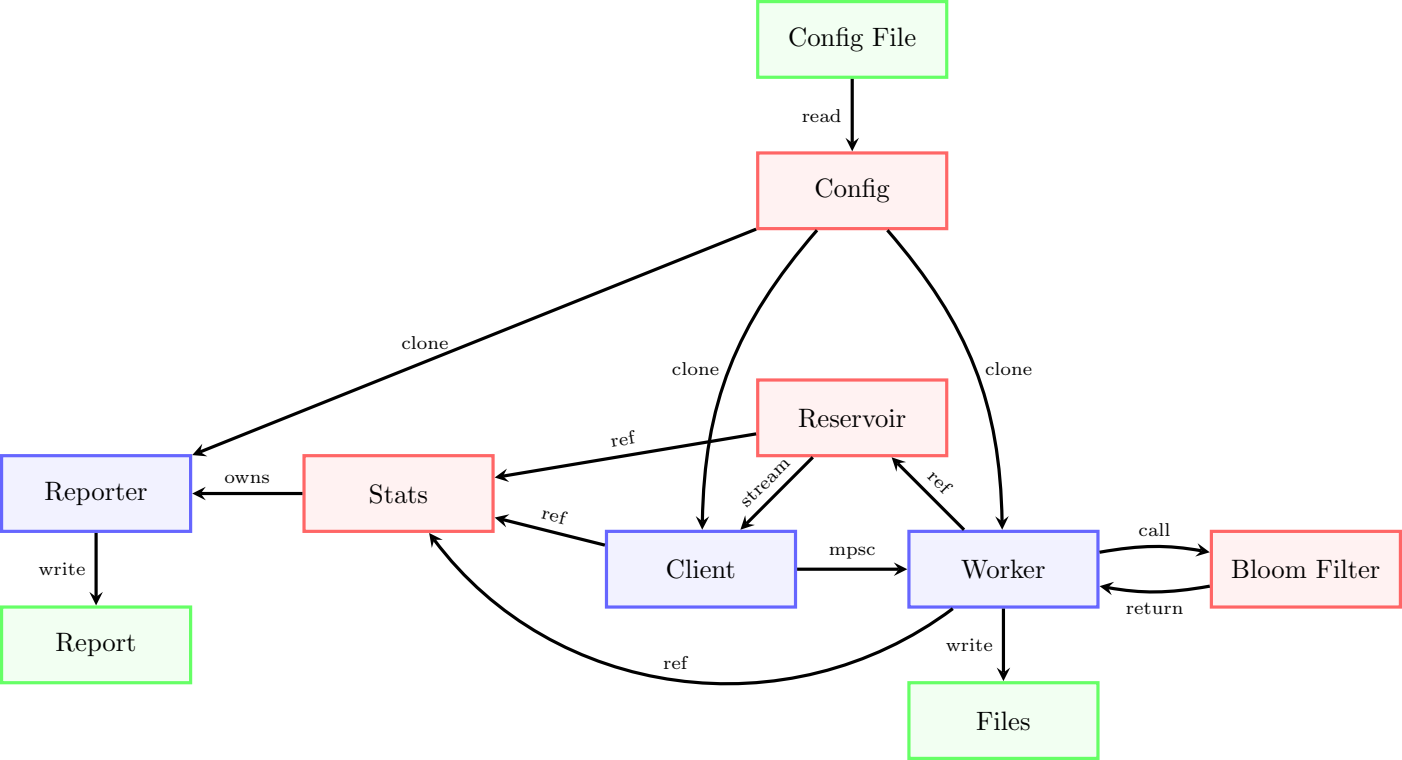 Config File
read
Config
clone
clone
clone
Reservoir
ref
stream
ref
Reporter
owns
Stats
ref
Client
mpsc
Worker
call
return
Bloom Filter
write
Report
ref
write
Files